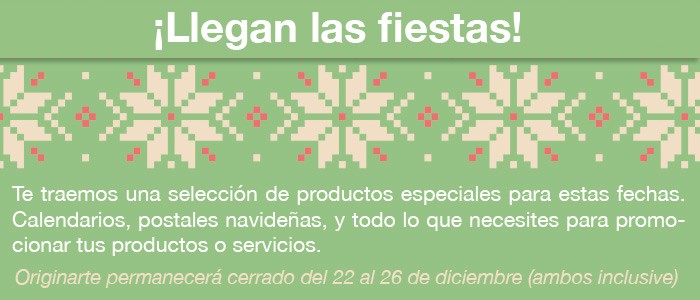 ¡Llegan las fiestas!
Te traemos una selección de productos especiales para estas fechas.
Calendarios, postales navideñas, y todo lo que necesites para promo-
cionar tus productos o servicios.
Originarte permanecerá cerrado del 22 al 26 de diciembre (ambos inclusive)